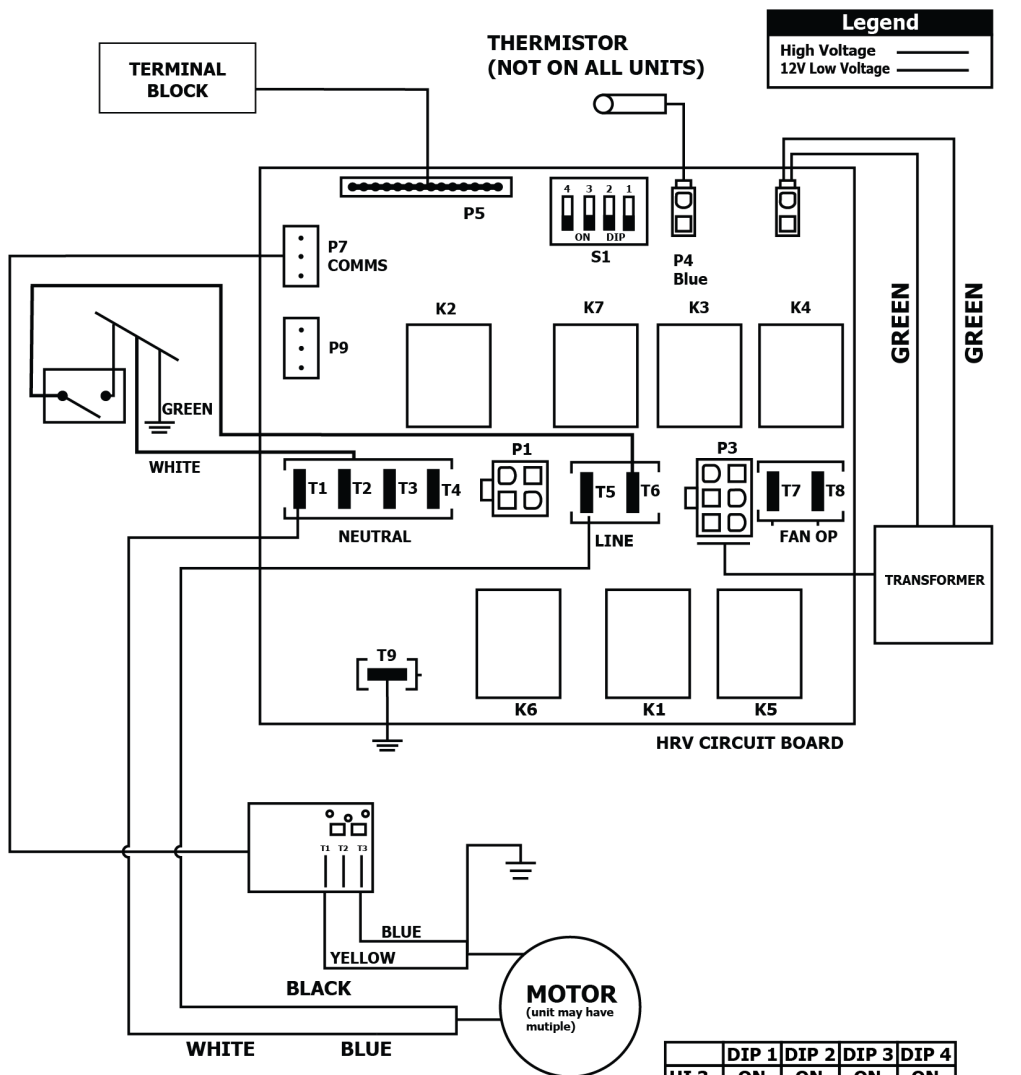 Legend
High Voltage
12V Low Voltage
THERMISTOR
(NOT ON ALL UNITS)
TERMINAL
BLOCK
P5
4 3 2 1
ON DIP
S1
P4
Blue
P7
COMMS
P9
K2
K7
K3
K4
GREEN
GREEN
GREEN
WHITE
T1
T2
T3
T4
NEUTRAL
P1
T5
T6
LINE
P3
T7
T8
FAN OP
TRANSFORMER
T9
K6
K1
K5
HRV CIRCUIT BOARD
T1 T2 T3
BLUE
YELLOW
BLACK
WHITE
BLUE
MOTOR
(unit may have
mutiple)
DIP 1 DIP 2 DIP 3 DIP 4
HI 2 ON ON ON ON